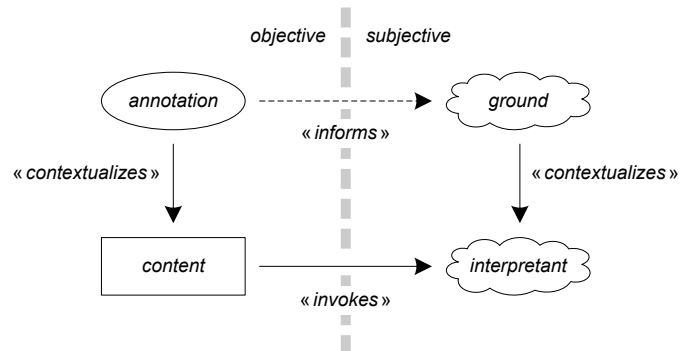 objective subjective
annotation ground
« informs »
« contextualizes » « contextualizes »
content interpretant
« invokes »